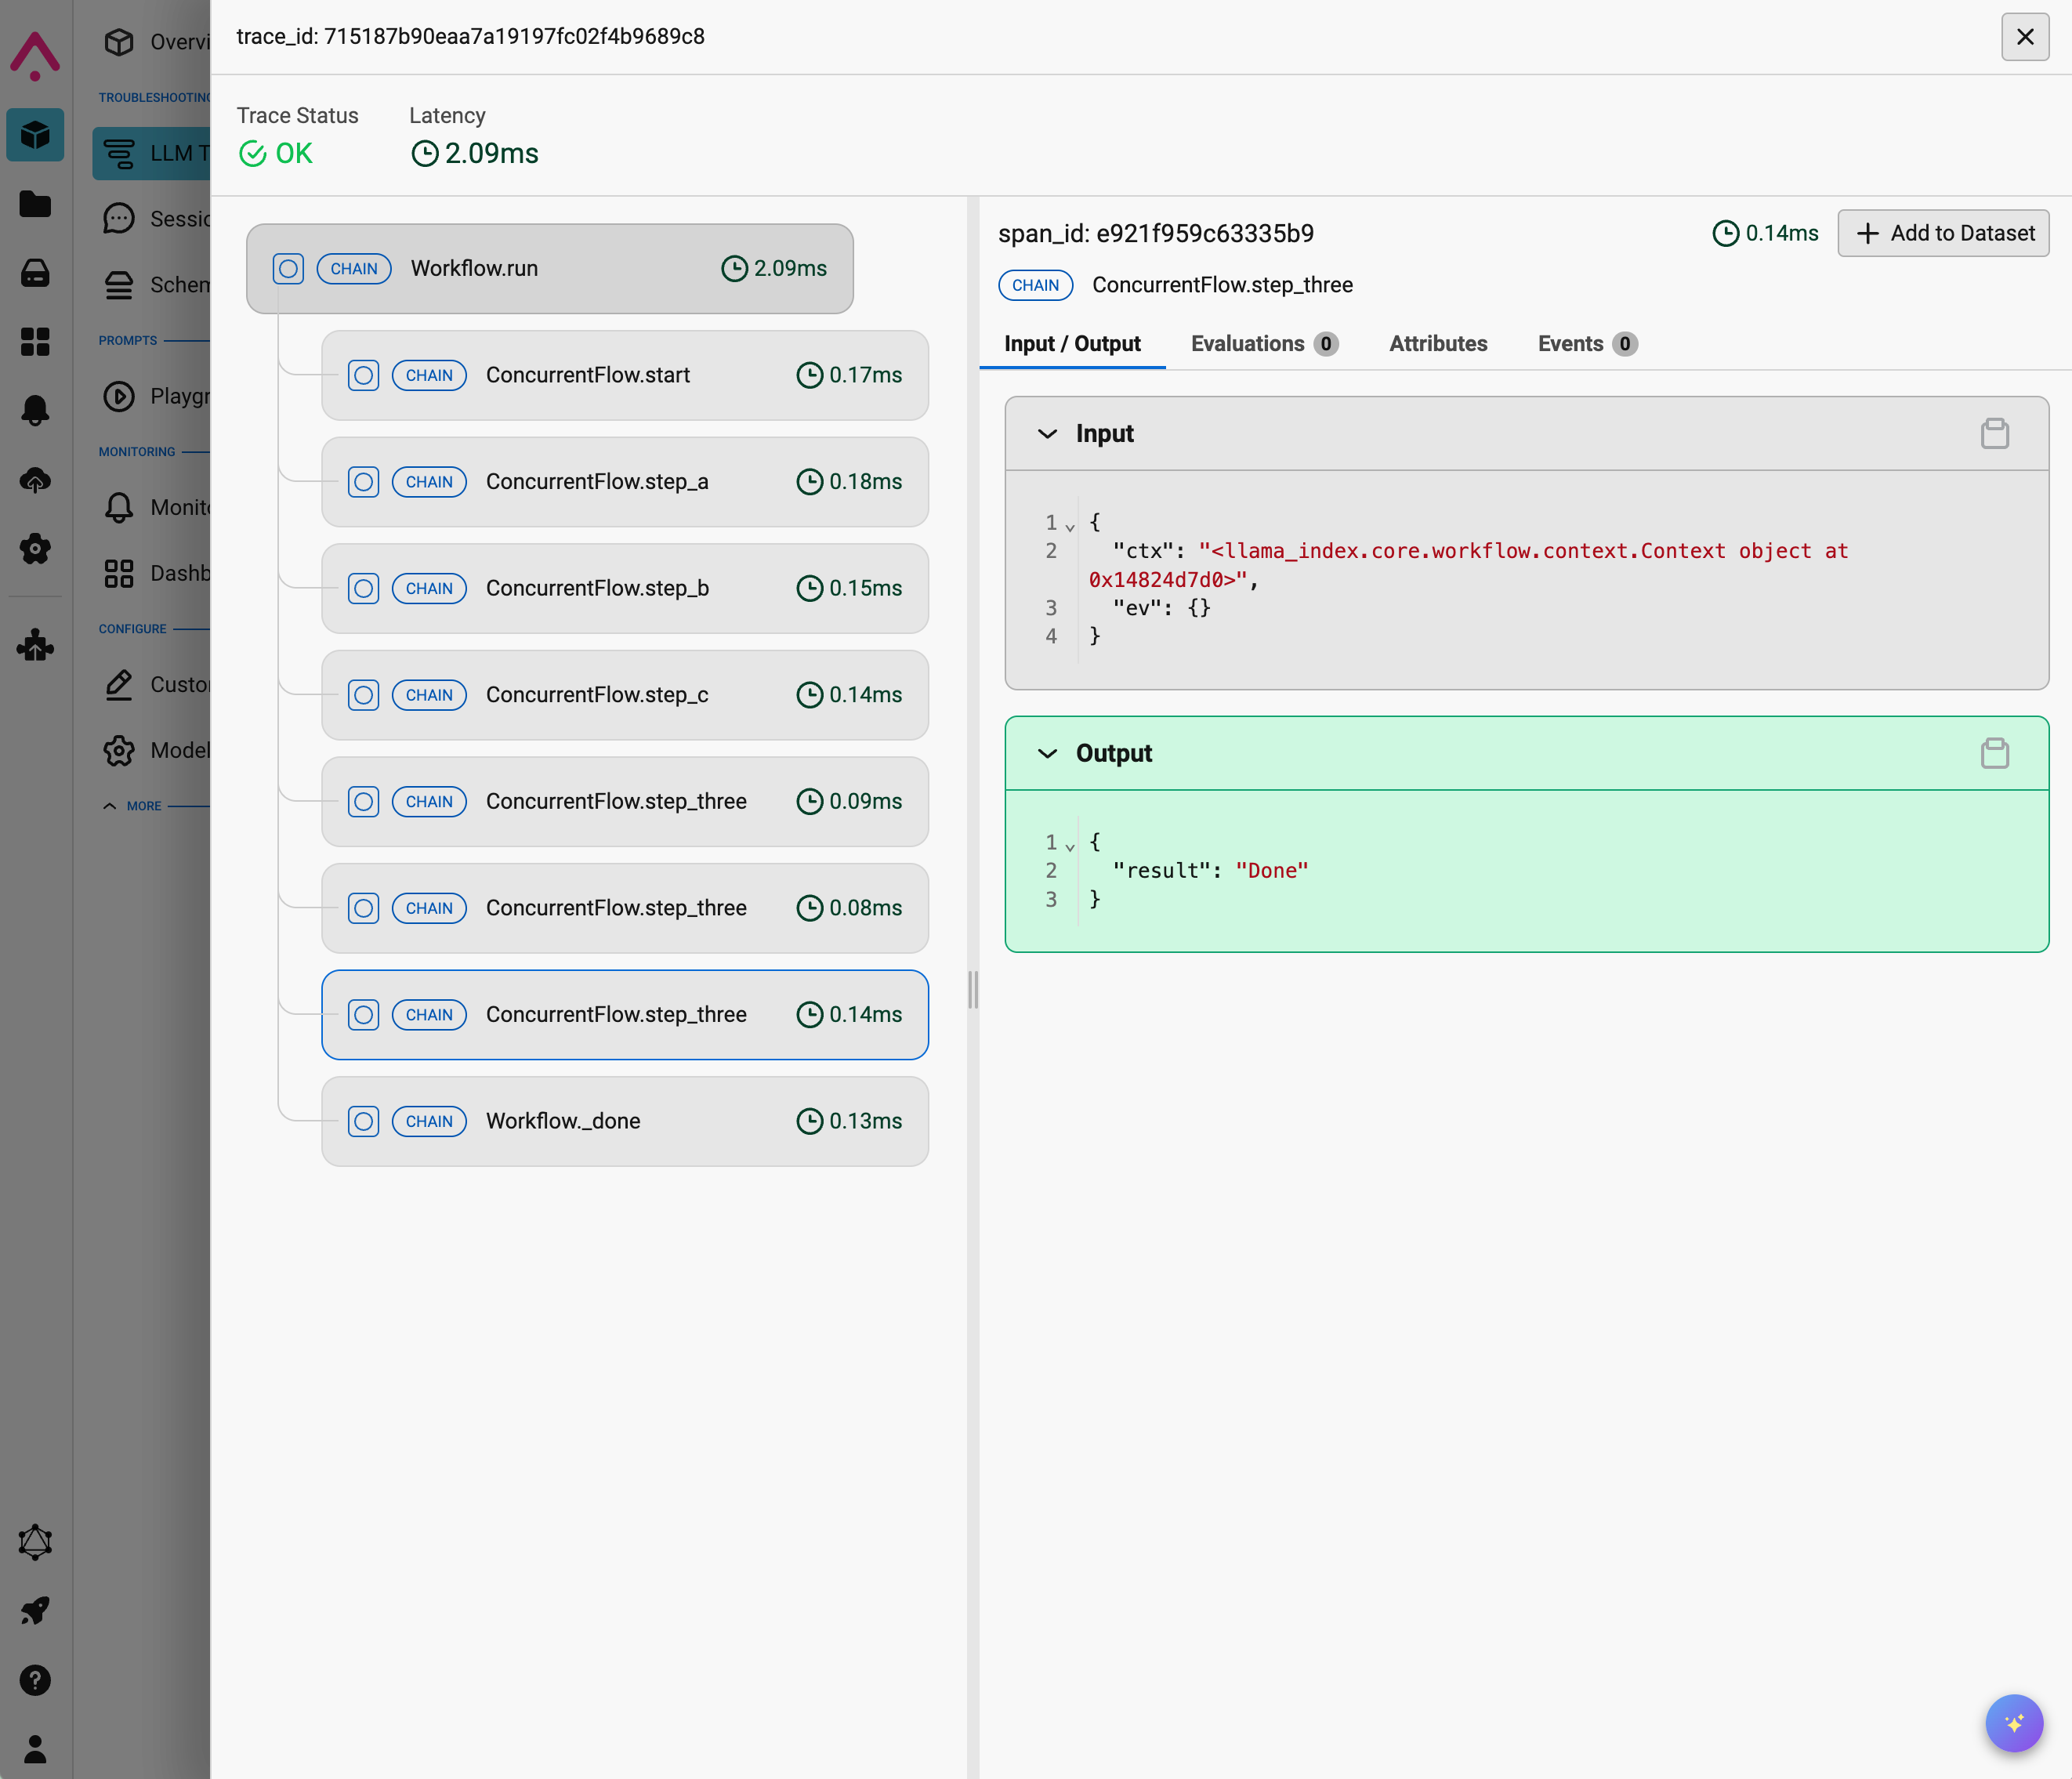 Overvi
TROUBLESHOOTING
LLM T
Sessio
Schem
PROMPTS
Playgr
MONITORING
Monito
Dashb
CONFIGURE
Custo
Model
MORE
trace_id: 715187b90eaa7a19197fc02f4b9689c8
Trace Status
OK
Latency
2.09ms
CHAIN Workflow.run 2.09ms
CHAIN ConcurrentFlow.start 0.17ms
CHAIN ConcurrentFlow.step_a 0.18ms
CHAIN ConcurrentFlow.step_b 0.15ms
CHAIN ConcurrentFlow.step_c 0.14ms
CHAIN ConcurrentFlow.step_three 0.09ms
CHAIN ConcurrentFlow.step_three 0.08ms
CHAIN ConcurrentFlow.step_three 0.14ms
CHAIN Workflow._done 0.13ms
span_id: e921f959c63335b9
0.14ms
Add to Dataset
CHAIN ConcurrentFlow.step_three
Input / Output Evaluations 0 Attributes Events 0
Input
1 {
2 "ctx": "<llama_index.core.workflow.context.Context object at
0x14824d7d0>",
3 "ev": {}
4 }
Output
1 {
2 "result": "Done"
3 }